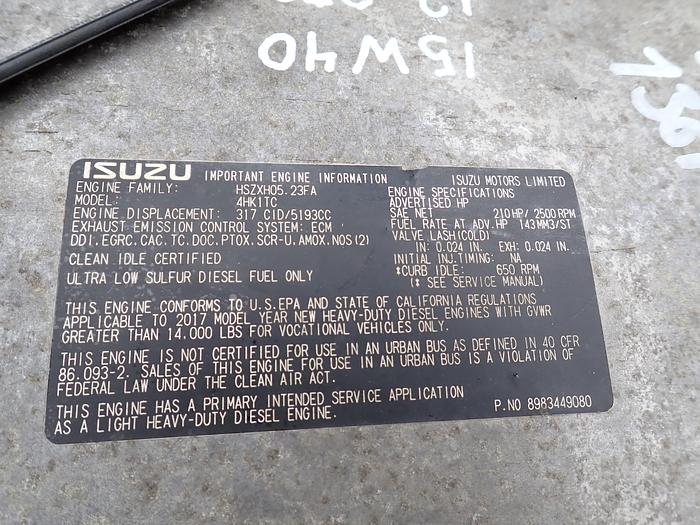 15W40
ISUZU IMPORTANT ENGINE INFORMATION ISUZU MOTORS LIMITED
ENGINE FAMILY: HSZXH05.23FA
MODEL: 4HK1TC
ENGINE DISPLACEMENT: 317 CID/5193CC
EXHAUST EMISSION CONTROL SYSTEM: ECM
DDI.EGRC.CAC.TC.DOC.PTOX.SCR-U.AMOX.NOS(2)
CLEAN IDLE CERTIFIED
ULTRA LOW SULFUR DIESEL FUEL ONLY
ENGINE SPECIFICATIONS
ADVERTISED HP
SAE NET 210HP/2500RPM
FUEL RATE AT ADV.HP 143MM3/ST
VALVE LASH(COLD)
IN: 0.024 IN. EXH: 0.024 IN.
INITIAL INJ.TIMING: NA
*CURB IDLE: 650 RPM
(* SEE SERVICE MANUAL)
THIS ENGINE CONFORMS TO U.S.EPA AND STATE OF CALIFORNIA REGULATIONS
APPLICABLE TO 2017 MODEL YEAR NEW HEAVY-DUTY DIESEL ENGINES WITH GVWR
GREATER THAN 14.000 LBS FOR VOCATIONAL VEHICLES ONLY.
THIS ENGINE IS NOT CERTIFIED FOR USE IN AN URBAN BUS AS DEFINED IN 40 CFR
86.093-2. SALES OF THIS ENGINE FOR USE IN AN URBAN BUS IS A VIOLATION OF
FEDERAL LAW UNDER THE CLEAN AIR ACT.
THIS ENGINE HAS A PRIMARY INTENDED SERVICE APPLICATION
AS A LIGHT HEAVY-DUTY DIESEL ENGINE.
P.NO 8983449080